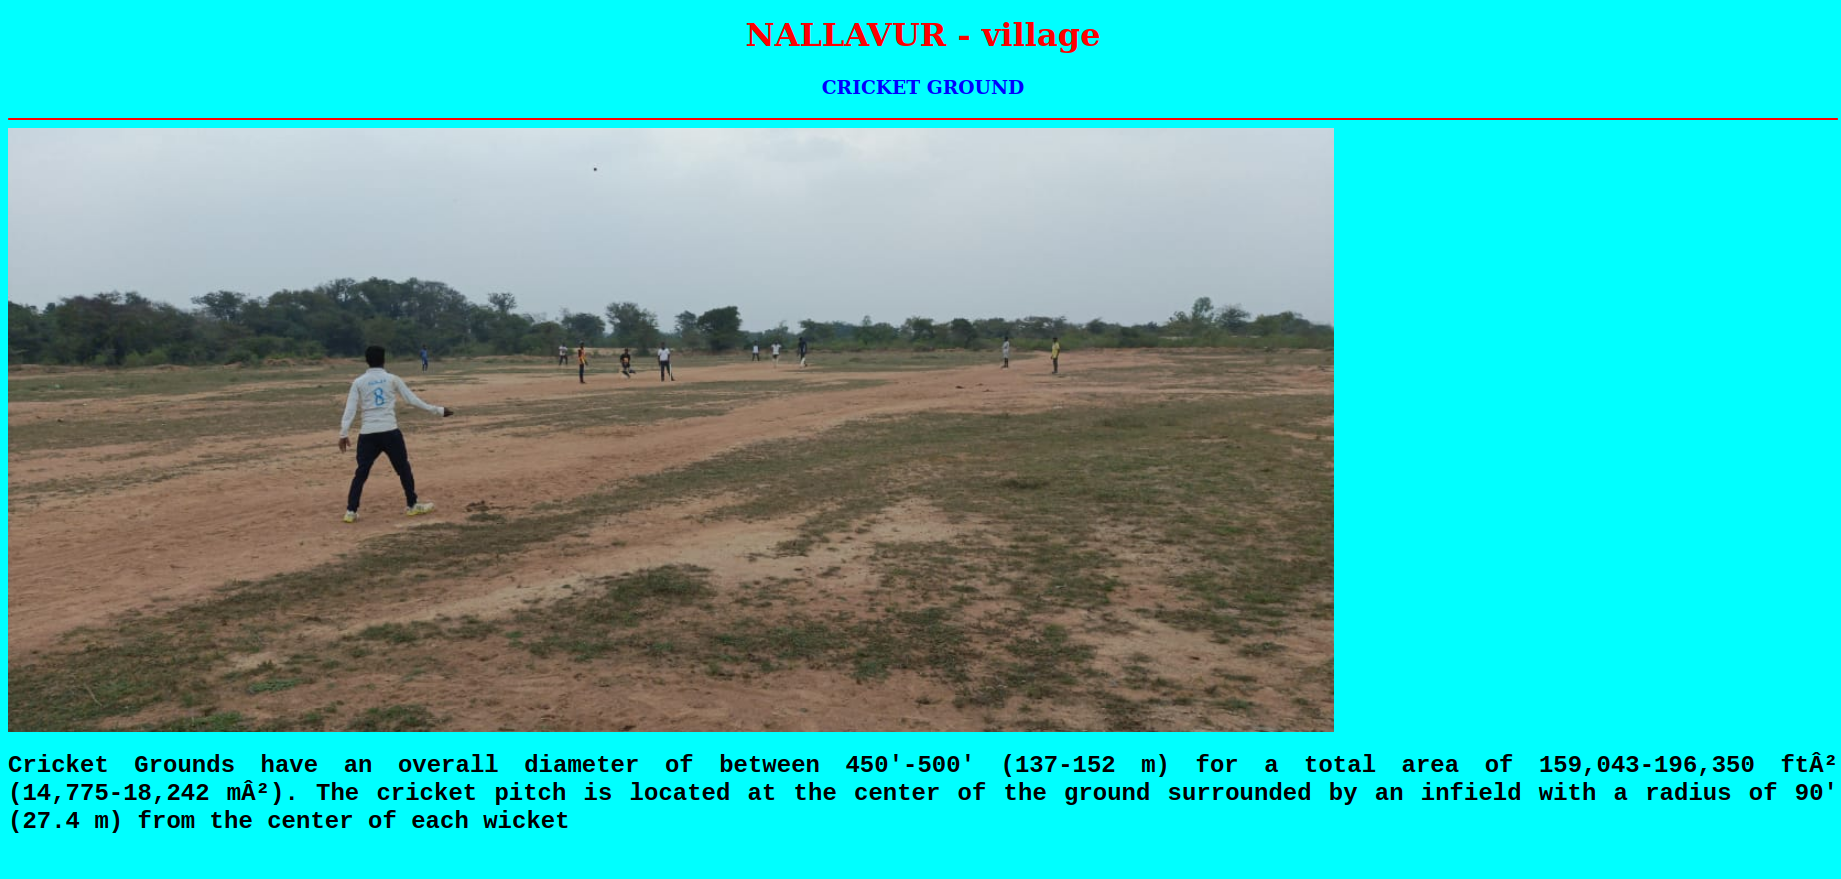 NALLAVUR - village
CRICKET GROUND
8
Cricket Grounds have an overall diameter of between 450'-500' (137-152 m) for a total area of 159,043-196,350 ftÂ²
(14,775-18,242 mÂ²). The cricket pitch is located at the center of the ground surrounded by an infield with a radius of 90'
(27.4 m) from the center of each wicket